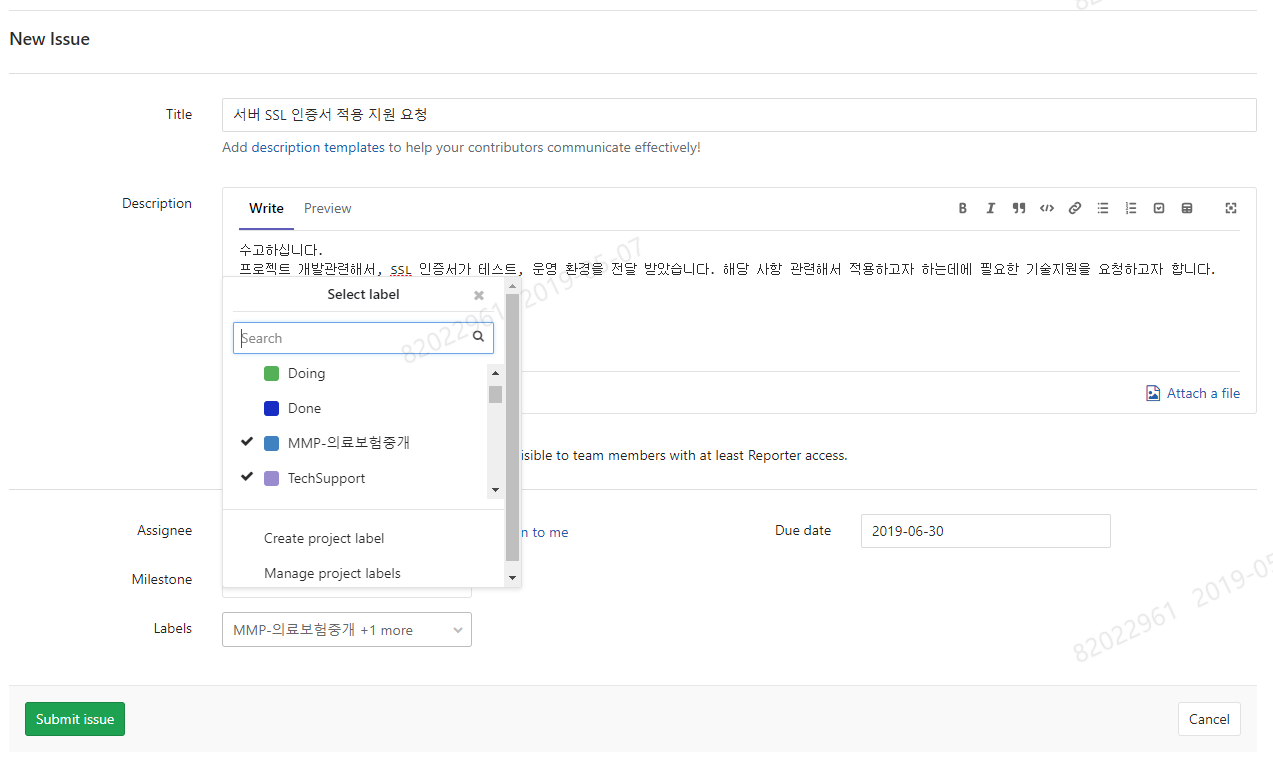 New Issue
Title
서버 SSL 인증서 적용 지원 요청
Add description templates to help your contributors communicate effectively!
Description
Write Preview
Attach a file
수고하십니다.
프로젝트 개발관련해서, SSL 인증서가 테스트, 운영 환경을 전달 받았습니다. 해당 사항 관련해서 적용하고자 하는데에 필요한 기술지원을 요청하고자 합니다.
Select label
Search
Doing
Done
MMP-의료보험중개
TechSupport
Create project label
Manage project labels
isible to team members with at least Reporter access.
Assignee
n to me
Due date
2019-06-30
Milestone
Labels
MMP-의료보험중개 +1 more
Submit issue
Cancel
82022961 2019-05-07
82022961 2019-05